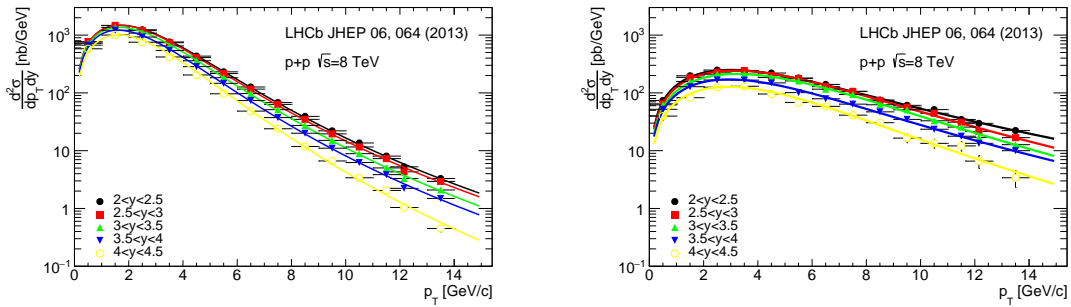 d²σ/dp_Tdy [nb/GeV]
10³
10²
10
1
10⁻¹
LHCb JHEP 06, 064 (2013)
p+p √s=8 TeV
2<y<2.5
2.5<y<3
3<y<3.5
3.5<y<4
4<y<4.5
0 2 4 6 8 10 12 14
p_T [GeV/c]
d²σ/dp_Tdy [pb/GeV]
10³
10²
10
1
10⁻¹
LHCb JHEP 06, 064 (2013)
p+p √s=8 TeV
2<y<2.5
2.5<y<3
3<y<3.5
3.5<y<4
4<y<4.5
0 2 4 6 8 10 12 14
p_T [GeV/c]